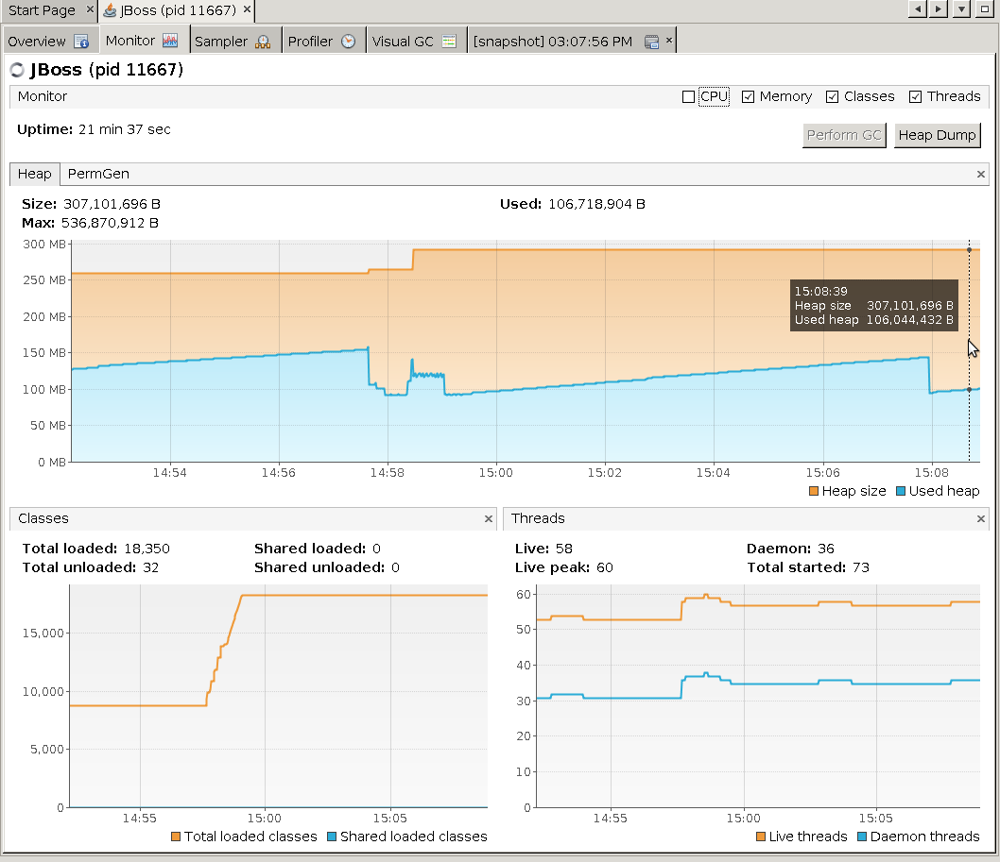 Start Page JBoss (pid 11667)
Overview Monitor Sampler Profiler Visual GC [snapshot] 03:07:56 PM
JBoss (pid 11667)
Monitor CPU Memory Classes Threads
Uptime: 21 min 37 sec Perform GC Heap Dump
Heap PermGen
Size: 307,101,696 B Used: 106,718,904 B
Max: 536,870,912 B
300 MB
250 MB
200 MB
150 MB
100 MB
50 MB
0 MB
15:08:39
Heap size 307,101,696 B
Used heap 106,044,432 B
14:54 14:56 14:58 15:00 15:02 15:04 15:06 15:08
Heap size Used heap
Classes
Total loaded: 18,350 Shared loaded: 0
Total unloaded: 32 Shared unloaded: 0
15,000
10,000
5,000
0
14:55 15:00 15:05
Total loaded classes Shared loaded classes
Threads
Live: 58 Daemon: 36
Live peak: 60 Total started: 73
60
50
40
30
20
10
0
14:55 15:00 15:05
Live threads Daemon threads